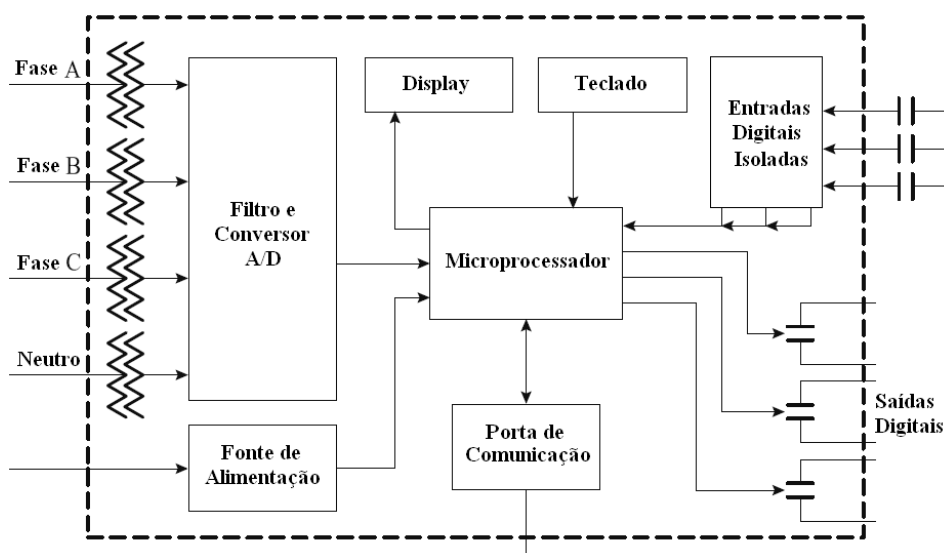 Fase A
Fase B
Fase C
Neutro
Filtro e
Conversor
A/D
Fonte de
Alimentação
Display
Teclado
Microprocessador
Porta de
Comunicação
Entradas
Digitais
Isoladas
Saídas
Digitais